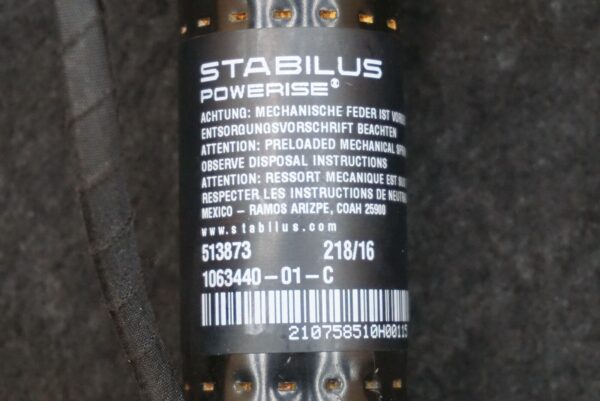 STABILUS
POWERISE®
ACHTUNG: MECHANISCHE FEDER IST
ENTSORGUNGSVORSCHRIFT BEACHTEN
ATTENTION: PRELOADED MECHANICAL
OBSERVE DISPOSAL INSTRUCTIONS
ATTENTION: RESSORT MECANIQUE EST
RESPECTER LES INSTRUCTIONS DE
MEXICO – RAMOS ARIZPE, COAH 25900
www.stabilus.com
513873 218/16
1063440-01-C
210758510H00115